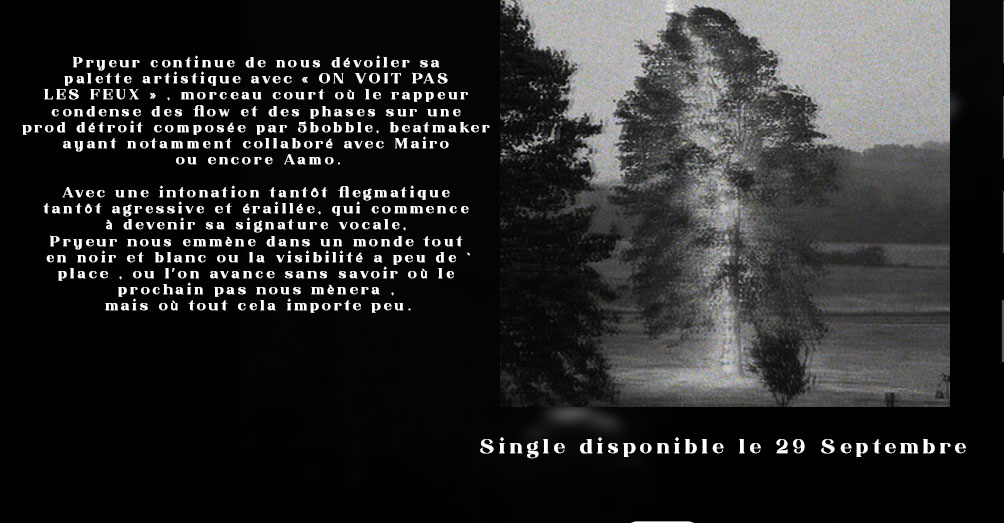 Pryeur continue de nous dévoiler sa
palette artistique avec « ON VOIT PAS
LES FEUX » , morceau court où le rappeur
condense des flow et des phases sur une
prod détroit composée par 5bobble, beatmaker
ayant notamment collaboré avec Mairo
ou encore Aamo.
Avec une intonation tantôt flegmatique
tantôt agressive et éraillée, qui commence
à devenir sa signature vocale,
Pryeur nous emmène dans un monde tout
en noir et blanc ou la visibilité a peu de `
place , ou l'on avance sans savoir où le
prochain pas nous mènera ,
mais où tout cela importe peu.
Single disponible le 29 Septembre